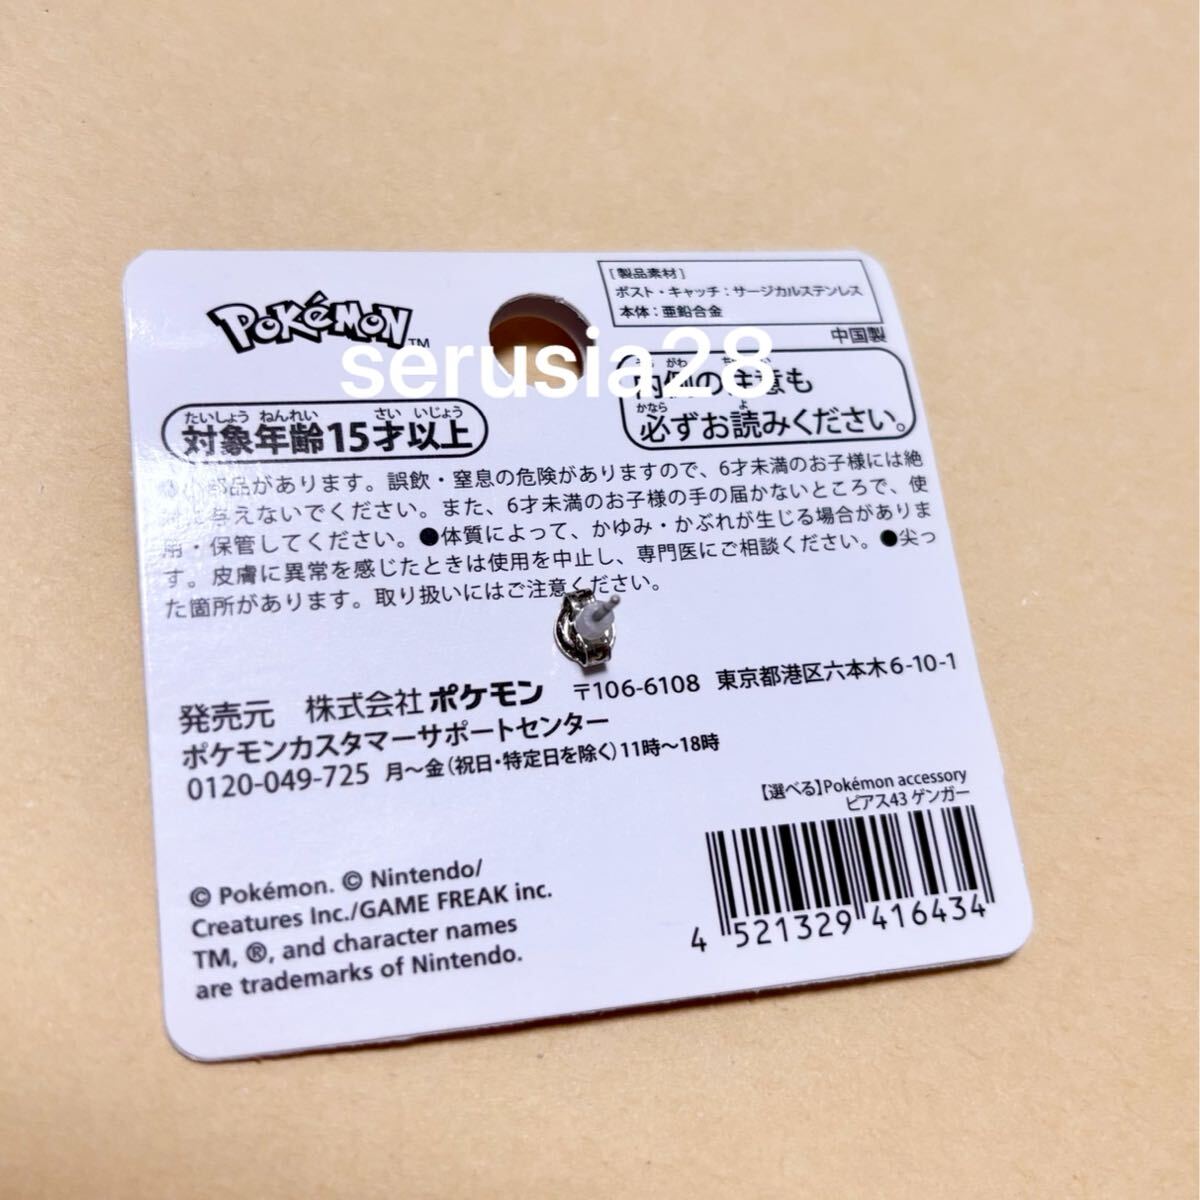 POKéMON™
[製品素材]
ポスト・キャッチ：サージカルステンレス
本体：亜鉛合金
中国製
serusia28
がわ
内側の注意も
かなら よ
必ずお読みください。
たいしょう ねんれい さい いじょう
対象年齢15才以上
小部品があります。誤飲・窒息の危険がありますので、6才未満のお子様には絶
対に与えないでください。また、6才未満のお子様の手の届かないところで、使
用・保管してください。●体質によって、かゆみ・かぶれが生じる場合がありま
す。皮膚に異常を感じたときは使用を中止し、専門医にご相談ください。●尖っ
た箇所があります。取り扱いにはご注意ください。
発売元 株式会社 ポケモン 〒106-6108 東京都港区六本木6-10-1
ポケモンカスタマーサポートセンター
0120-049-725 月〜金（祝日・特定日を除く）11時〜18時
【選べる】Pokémon accessory
ピアス43 ゲンガー
© Pokémon. © Nintendo/
Creatures Inc./GAME FREAK inc.
TM, ®, and character names
are trademarks of Nintendo.
4 521329 416434